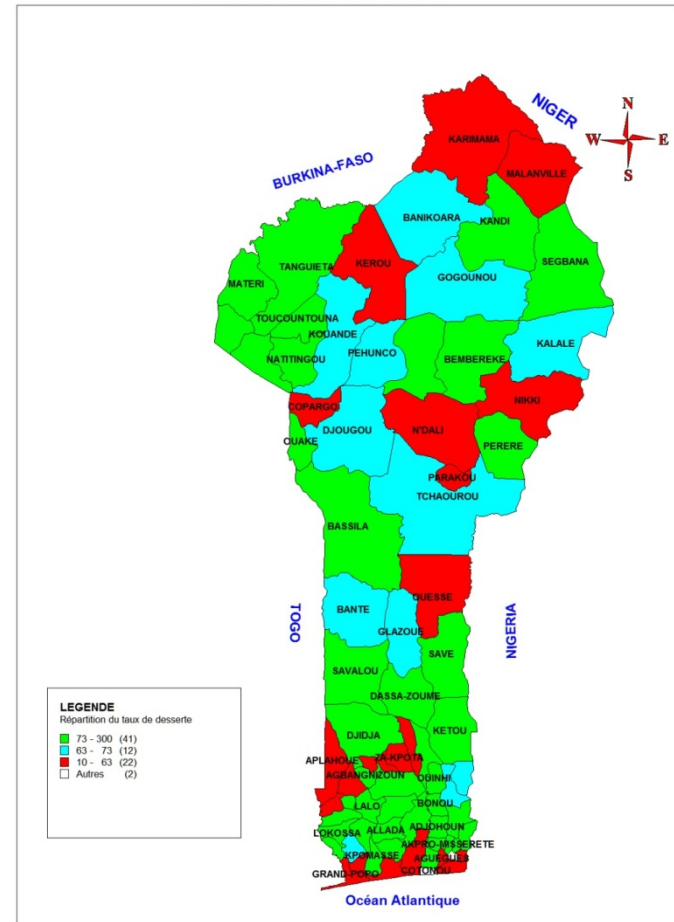 NIGER
N
W E
S
KARIMAMA
MALANVILLE
BURKINA-FASO
BANIKOARA
KANDI
KEROU
SEGBANA
TANGUIETA
GOGOUNOU
MATERI
TOUCOUNTOUNA
KOUANDE
KALALE
PEHUNCO
NATITINGOU
BEMBEREKE
NIKKI
COPARGO
DJOUGOU
N'DALI
OUAKE
PERERE
PARAKOU
TCHAOUROU
BASSILA
OUESSE
BANTE
TOGO
NIGERIA
GLAZOUE
SAVE
SAVALOU
DASSA-ZOUME
LEGENDE
Répartition du taux de desserte
73 - 300 (41)
63 - 73 (12)
10 - 63 (22)
Autres (2)
DJIDJA
KETOU
ZA-KPOTA
APLAHOUE
AGBANGNIZOUN
OUINHI
LALO
BONOU
LOKOSSA
ALLADA
ADJOHOUN
AKPRO-MISSERETE
KPOMASSE
AGUEGUES
GRAND-POPO
COTONOU
Océan Atlantique